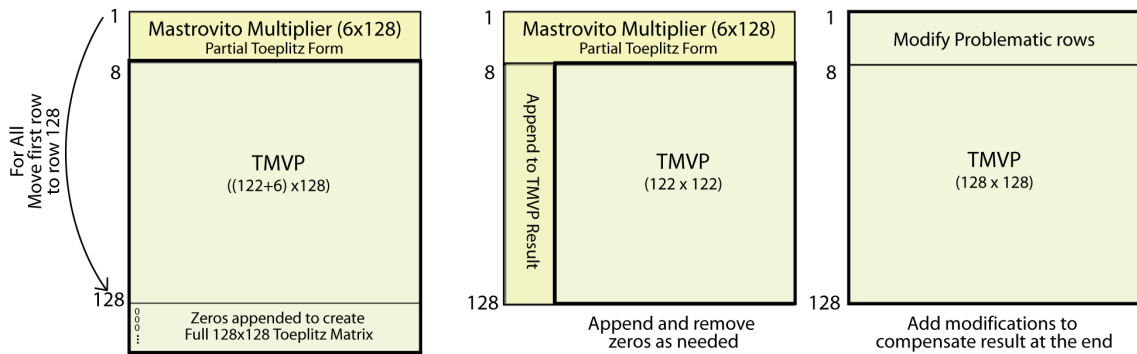 For All
Move first row
to row 128
1
Mastrovito Multiplier (6x128)
Partial Toeplitz Form
8
TMVP
((122+6) x128)
128
0
0
0
⋮
Zeros appended to create
Full 128x128 Toeplitz Matrix
1
Mastrovito Multiplier (6x128)
Partial Toeplitz Form
8
Append to TMVP Result
TMVP
(122 x 122)
128
Append and remove
zeros as needed
1
Modify Problematic rows
8
TMVP
(128 x 128)
128
Add modifications to
compensate result at the end